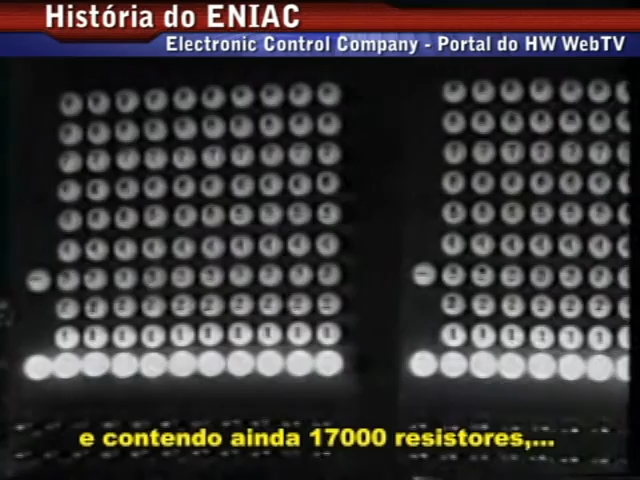 História do ENIAC
Electronic Control Company - Portal do HW WebTV
e contendo ainda 17000 resistores,...